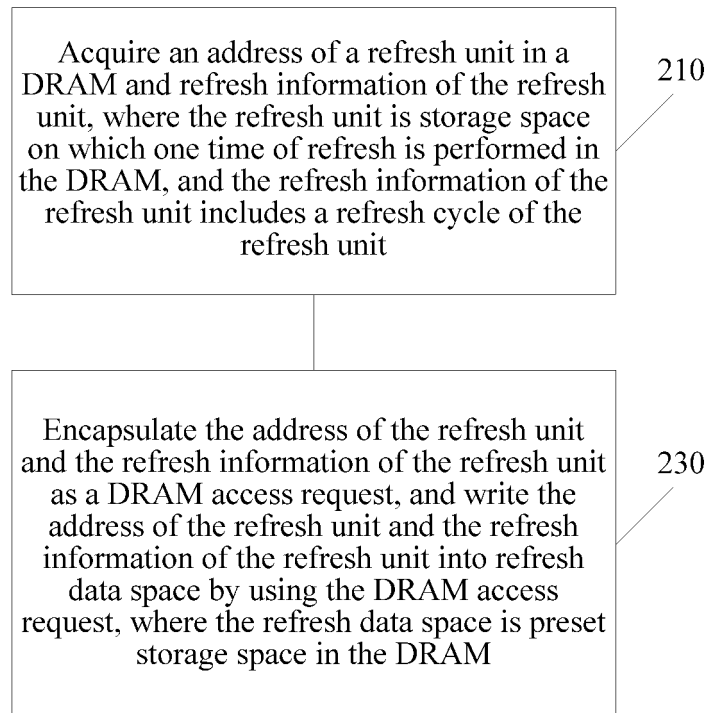 Acquire an address of a refresh unit in a
DRAM and refresh information of the refresh
unit, where the refresh unit is storage space
on which one time of refresh is performed in
the DRAM, and the refresh information of the
refresh unit includes a refresh cycle of the
refresh unit
210
Encapsulate the address of the refresh unit
and the refresh information of the refresh unit
as a DRAM access request, and write the
address of the refresh unit and the refresh
information of the refresh unit into refresh
data space by using the DRAM access
request, where the refresh data space is preset
storage space in the DRAM
230